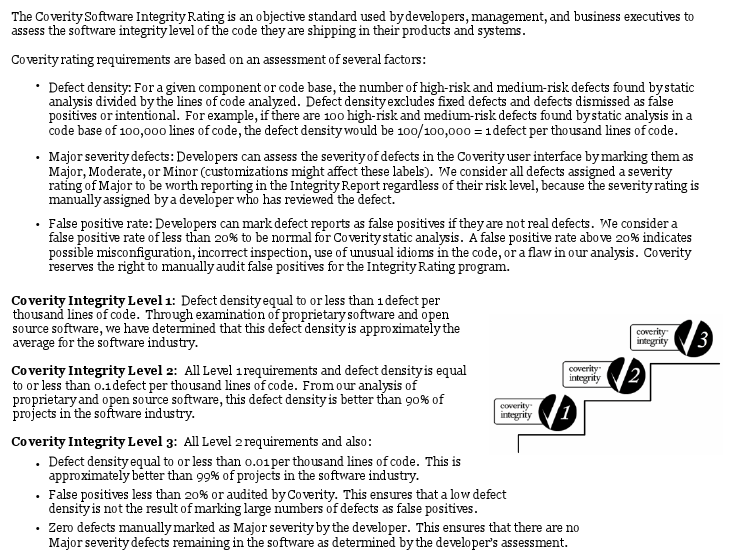 The Coverity Software Integrity Rating is an objective standard used by developers, management, and business executives to
assess the software integrity level of the code they are shipping in their products and systems.
Coverity rating requirements are based on an assessment of several factors:
• Defect density: For a given component or code base, the number of high-risk and medium-risk defects found by static
analysis divided by the lines of code analyzed. Defect density excludes fixed defects and defects dismissed as false
positives or intentional. For example, if there are 100 high-risk and medium-risk defects found by static analysis in a
code base of 100,000 lines of code, the defect density would be 100/100,000 = 1 defect per thousand lines of code.
• Major severity defects: Developers can assess the severity of defects in the Coverity user interface by marking them as
Major, Moderate, or Minor (customizations might affect these labels). We consider all defects assigned a severity
rating of Major to be worth reporting in the Integrity Report regardless of their risk level, because the severity rating is
manually assigned by a developer who has reviewed the defect.
• False positive rate: Developers can mark defect reports as false positives if they are not real defects. We consider a
false positive rate of less than 20% to be normal for Coverity static analysis. A false positive rate above 20% indicates
possible misconfiguration, incorrect inspection, use of unusual idioms in the code, or a flaw in our analysis. Coverity
reserves the right to manually audit false positives for the Integrity Rating program.
Coverity Integrity Level 1: Defect density equal to or less than 1 defect per
thousand lines of code. Through examination of proprietary software and open
source software, we have determined that this defect density is approximately the
average for the software industry.
Coverity Integrity Level 2: All Level 1 requirements and defect density is equal
to or less than 0.1 defect per thousand lines of code. From our analysis of
proprietary and open source software, this defect density is better than 90% of
projects in the software industry.
Coverity Integrity Level 3: All Level 2 requirements and also:
• Defect density equal to or less than 0.01 per thousand lines of code. This is
approximately better than 99% of projects in the software industry.
• False positives less than 20% or audited by Coverity. This ensures that a low defect
density is not the result of marking large numbers of defects as false positives.
• Zero defects manually marked as Major severity by the developer. This ensures that there are no
Major severity defects remaining in the software as determined by the developer's assessment.
coverity
integrity
3
coverity
integrity
2
coverity
integrity
1